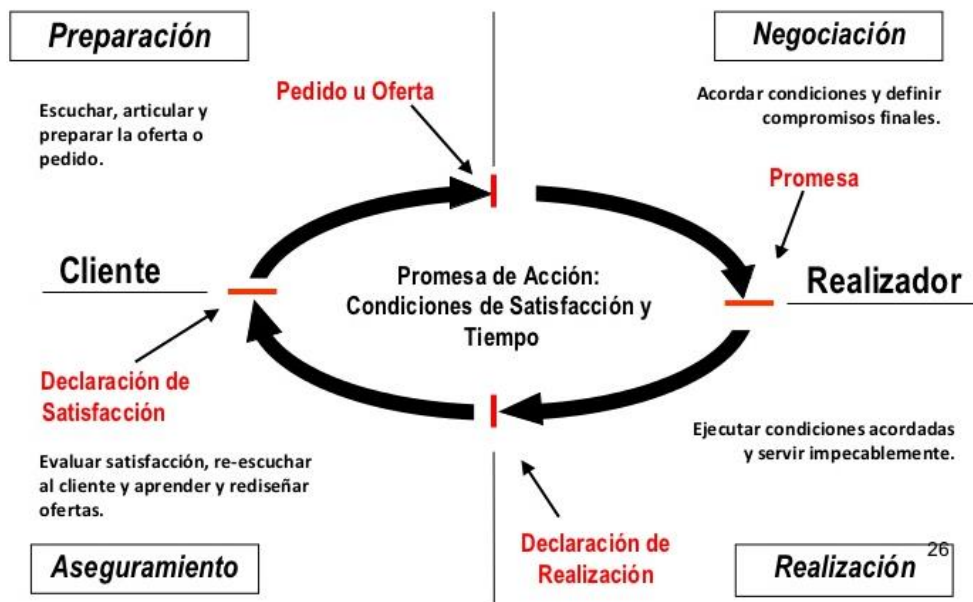 Preparación
Negociación
Pedido u Oferta
Escuchar, articular y
preparar la oferta o
pedido.
Acordar condiciones y definir
compromisos finales.
Promesa
Cliente
Realizador
Promesa de Acción:
Condiciones de Satisfacción y
Tiempo
Declaración de
Satisfacción
Evaluar satisfacción, re-escuchar
al cliente y aprender y rediseñar
ofertas.
Ejecutar condiciones acordadas
y servir impecablemente.
Declaración de
Realización
Aseguramiento
Realización
26